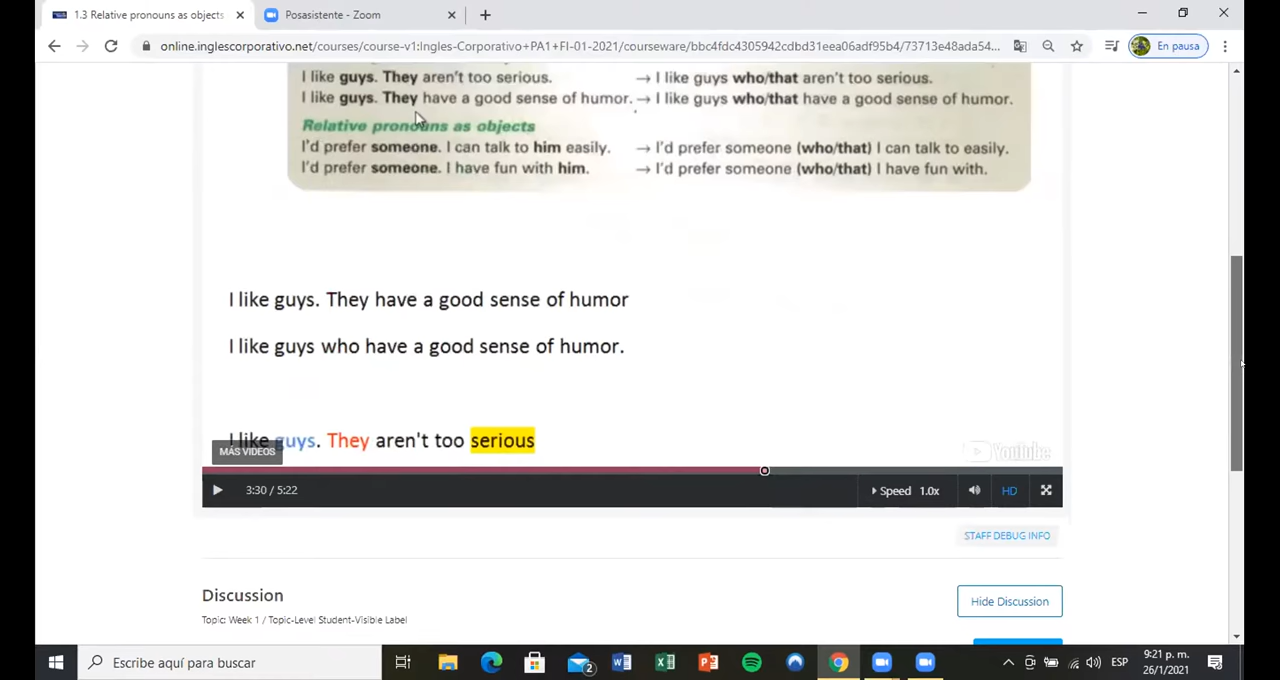 1.3 Relative pronouns as objects
Posasistente - Zoom
online.inglescorporativo.net/courses/course-v1:Ingles-Corporativo+PA1+FI-01-2021/courseware/bbc4fdc4305942cdbd31eea06adf95b4/73713e48ada54...
En pausa
I like guys. They aren't too serious. → I like guys who/that aren't too serious.
I like guys. They have a good sense of humor. → I like guys who/that have a good sense of humor.
Relative pronouns as objects
I'd prefer someone. I can talk to him easily. → I'd prefer someone (who/that) I can talk to easily.
I'd prefer someone. I have fun with him. → I'd prefer someone (who/that) I have fun with.
I like guys. They have a good sense of humor
I like guys who have a good sense of humor.
I like guys. They aren't too serious
MÁS VIDEOS
YouTube
3:30 / 5:22
Speed 1.0x
HD
STAFF DEBUG INFO
Discussion
Hide Discussion
Topic: Week 1 / Topic-Level Student-Visible Label
Escribe aquí para buscar
2
ESP
9:21 p. m.
26/1/2021